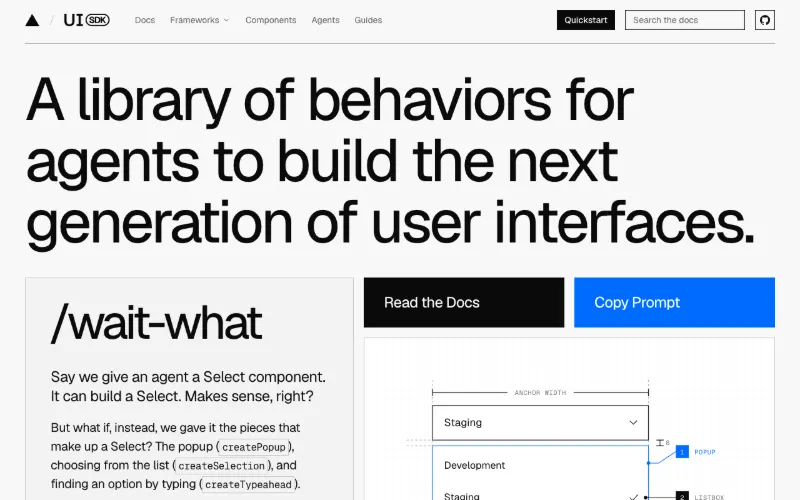 / UI SDK Docs Frameworks Components Agents Guides Quickstart Search the docs
A library of behaviors for
agents to build the next
generation of user interfaces.
/wait-what
Say we give an agent a Select component.
It can build a Select. Makes sense, right?
But what if, instead, we gave it the pieces that
make up a Select? The popup (createPopup),
choosing from the list (createSelection), and
finding an option by typing (createTypeahead).
Read the Docs
Copy Prompt
ANCHOR WIDTH
Staging
8
1 POPUP
Development
Staging
2 LISTBOX